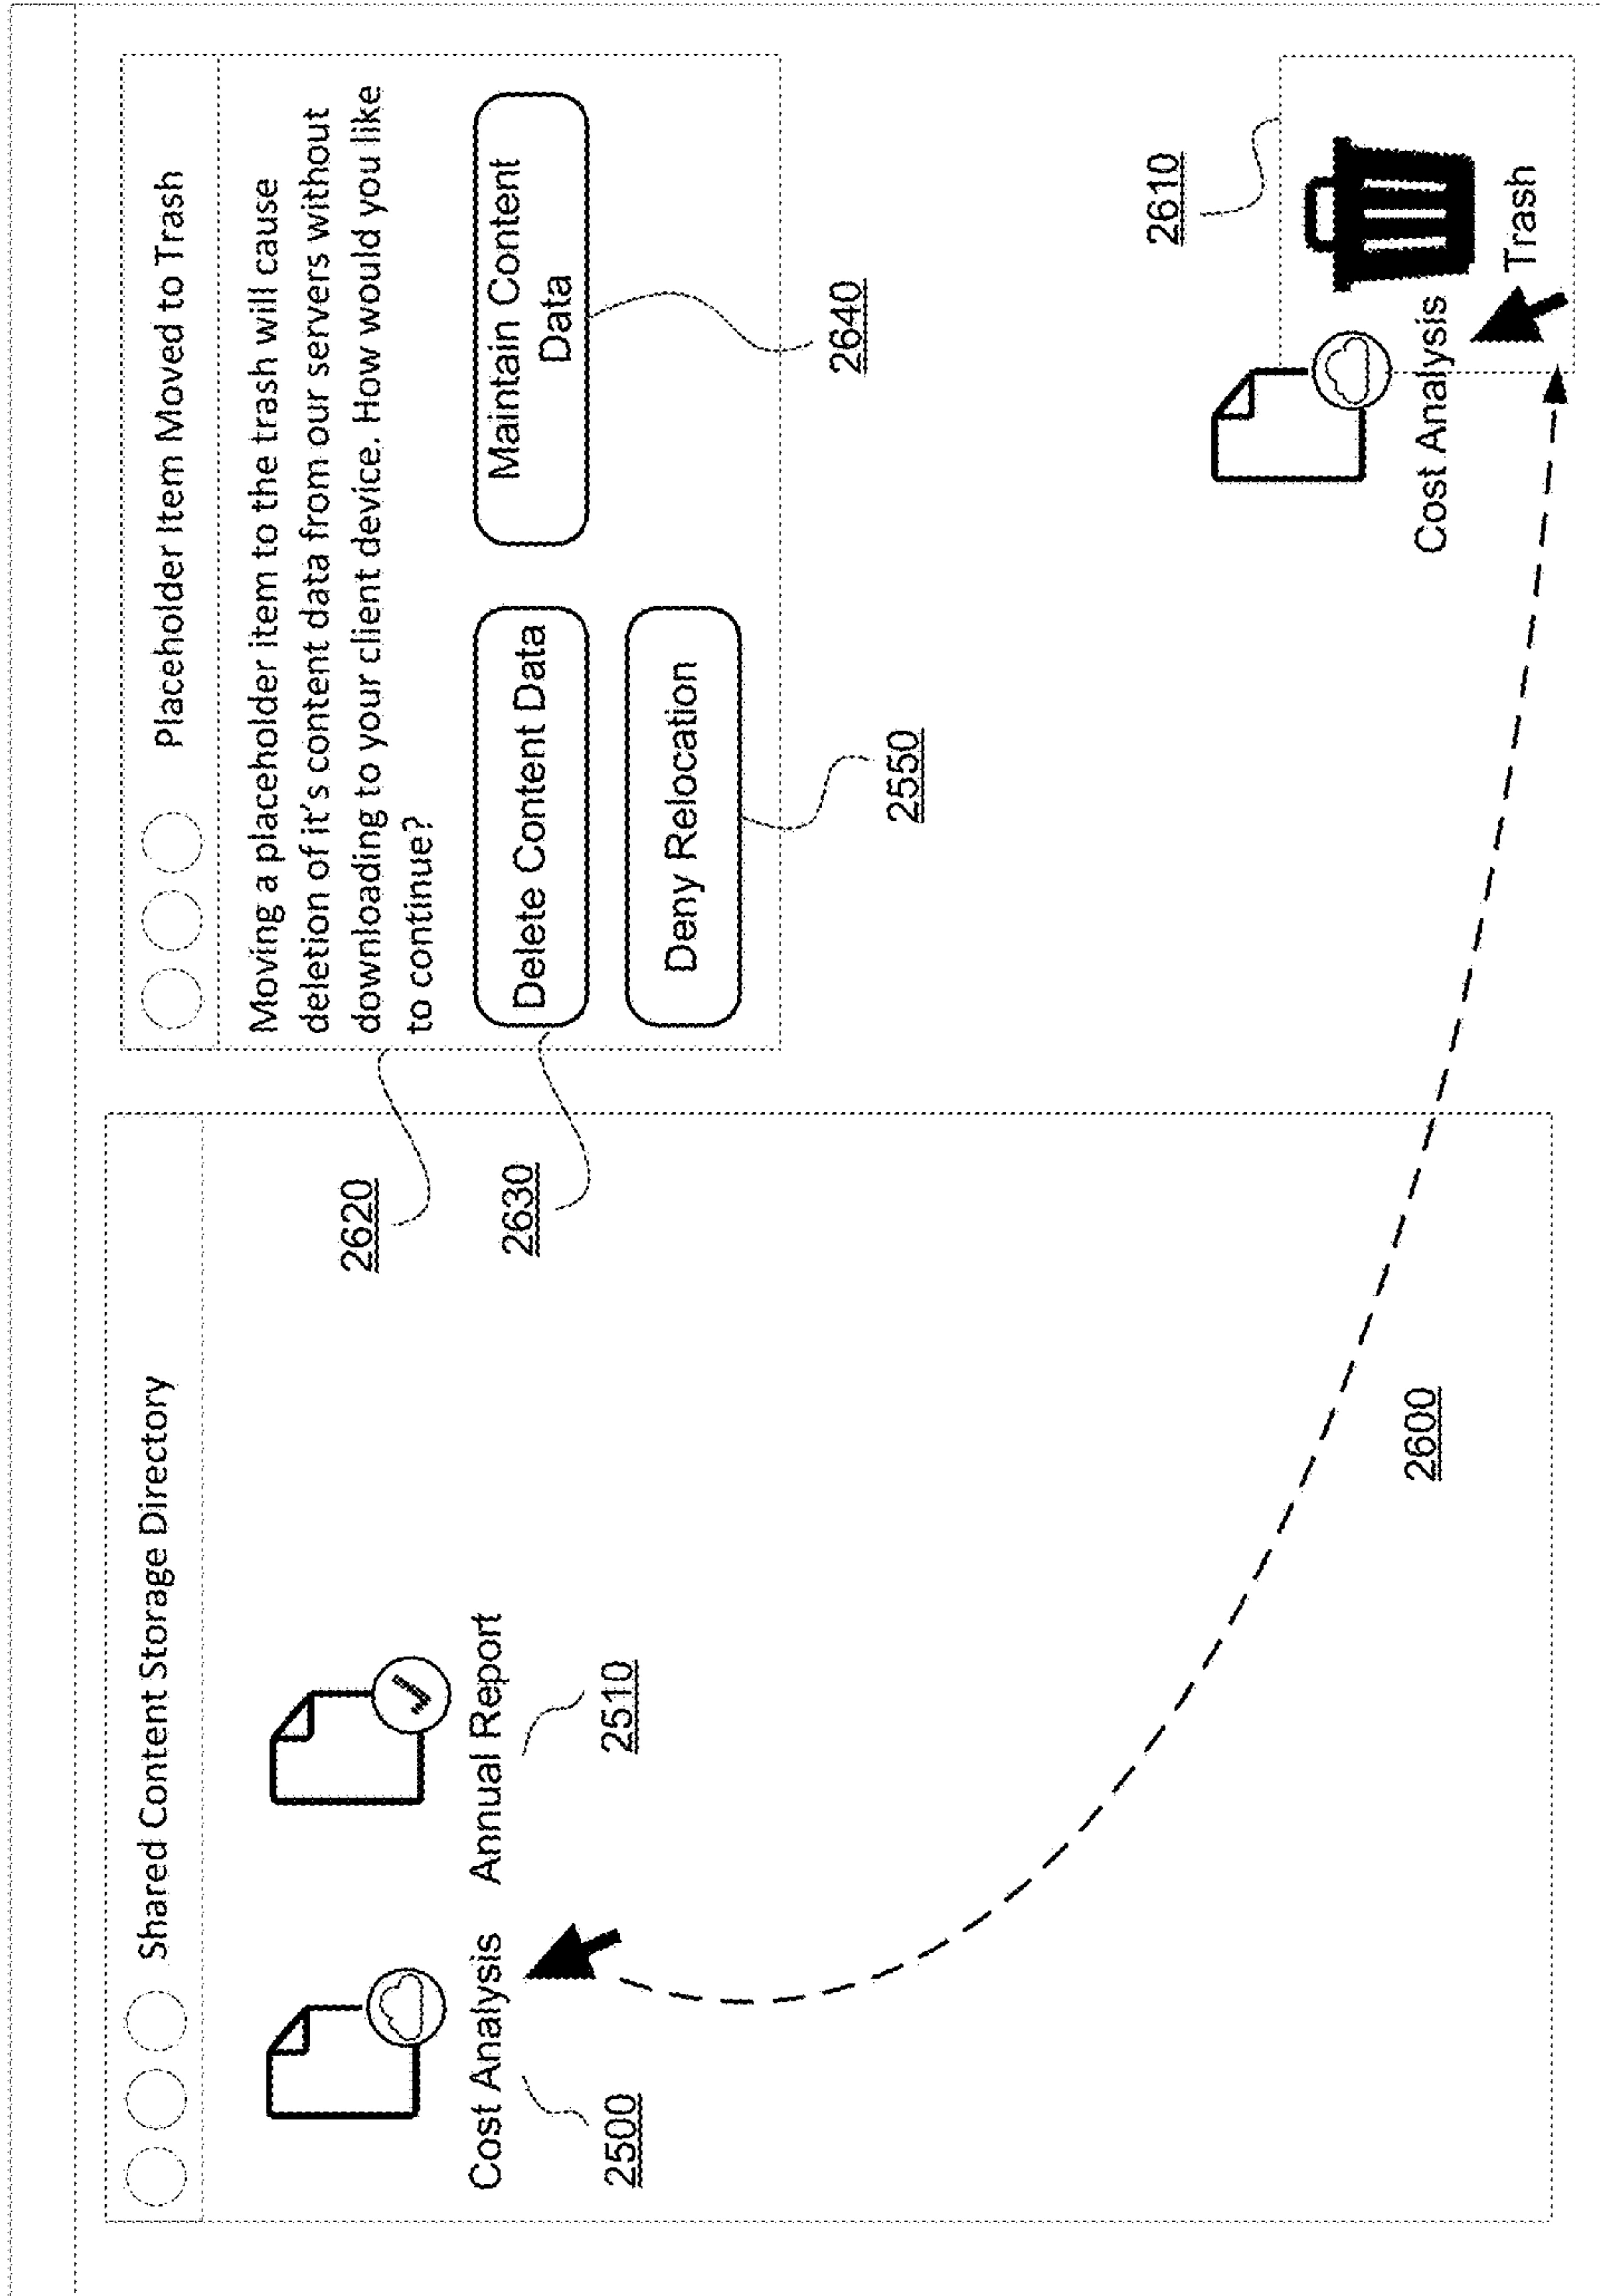 Shared Content Storage Directory
Cost Analysis
Annual Report
2500
2510
2600
Placeholder Item Moved to Trash
Moving a placeholder item to the trash will cause
deletion of it's content data from our servers without
downloading to your client device. How would you like
to continue?
Delete Content Data
Maintain Content
Data
Deny Relocation
2620
2630
2640
2550
2610
Cost Analysis
Trash